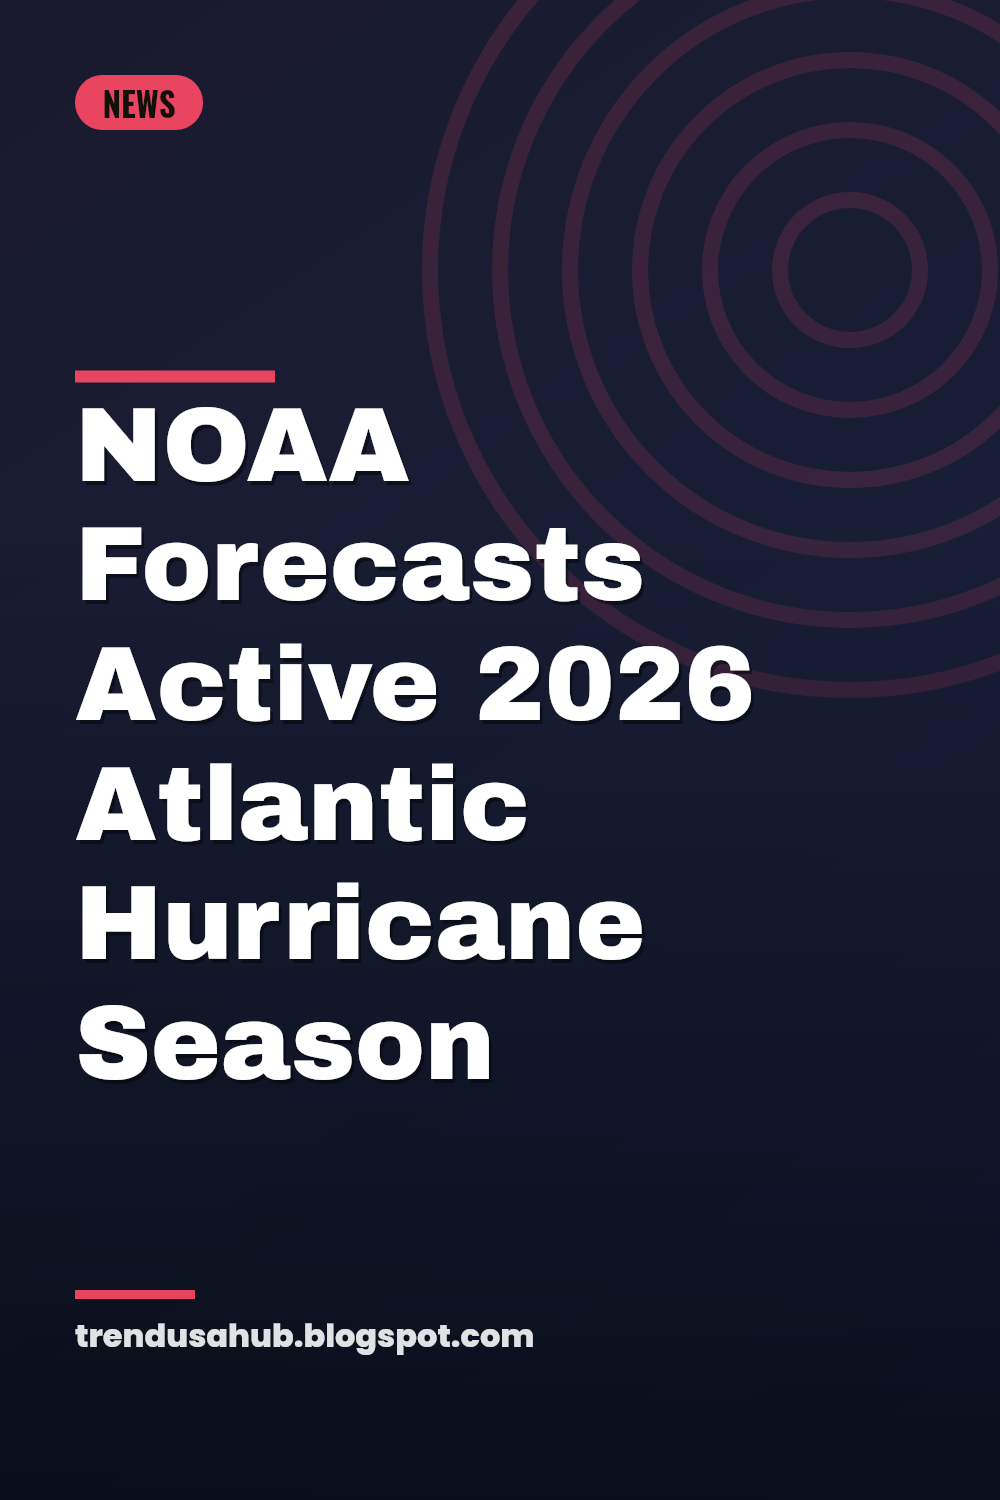 NEWS
NOAA
Forecasts
Active 2026
Atlantic
Hurricane
Season
trendusahub.blogspot.com